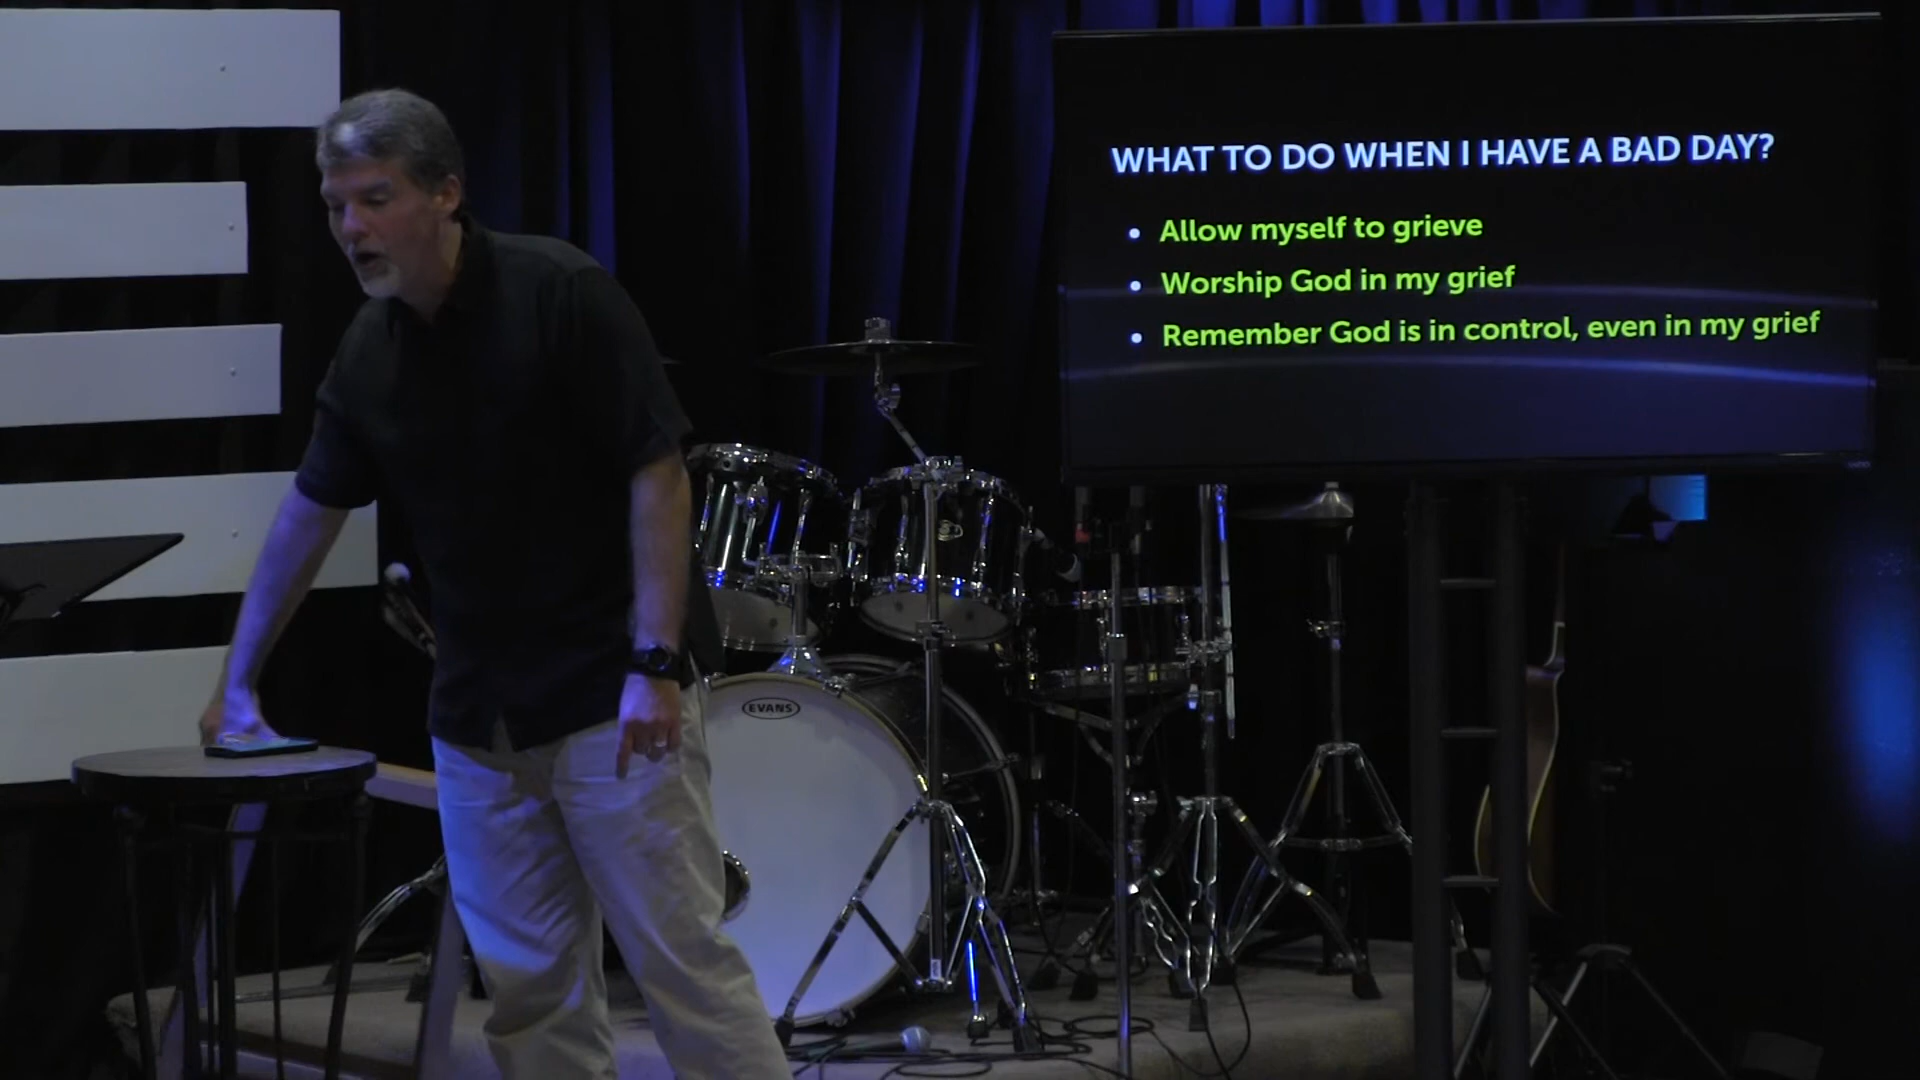 WHAT TO DO WHEN I HAVE A BAD DAY?
• Allow myself to grieve
• Worship God in my grief
• Remember God is in control, even in my grief
EVANS